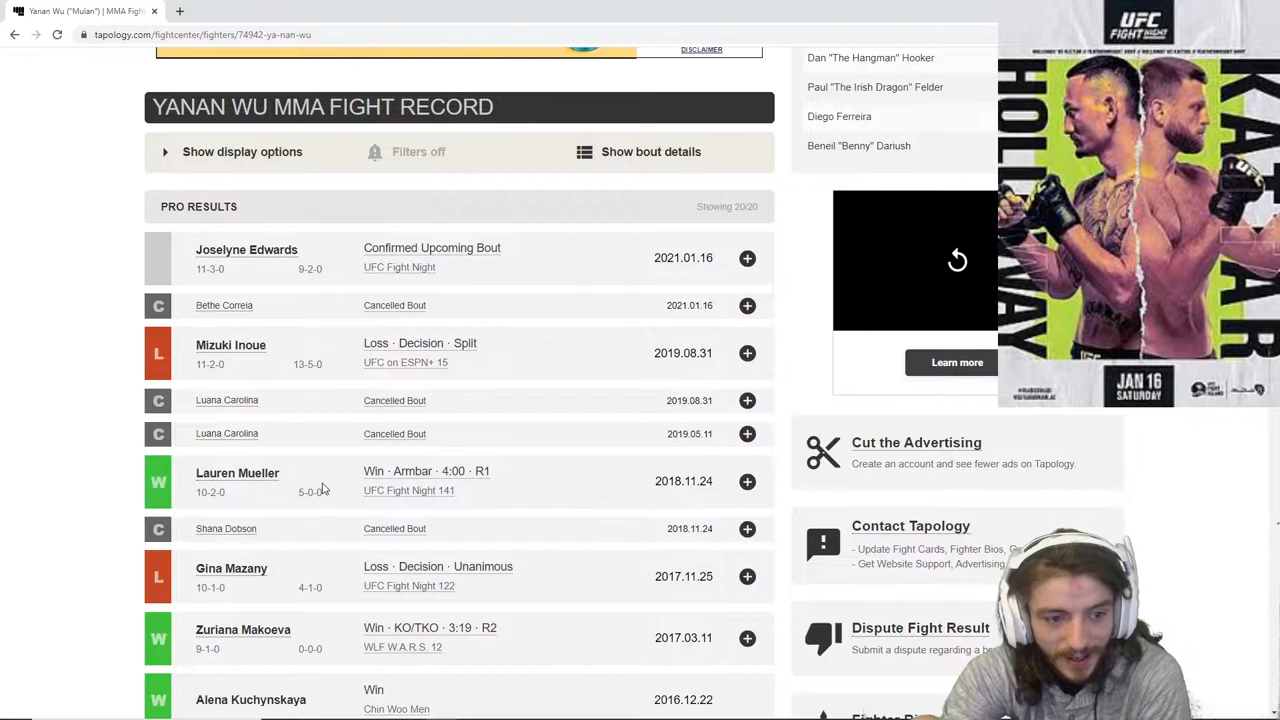 Yanan Wu ("Mulan") | MMA Fight
tapology.com/fightcenter/fighters/74942-ya-nan-wu
DISCLAIMER
Dan "The Hangman" Hooker
Paul "The Irish Dragon" Felder
Diego Ferreira
Beneil "Benny" Dariush
YANAN WU MMA FIGHT RECORD
Show display options
Filters off
Show bout details
PRO RESULTS
Showing 20/20
Joselyne Edwards
Confirmed Upcoming Bout
2021.01.16
11-3-0
9-2-0
UFC Fight Night
C
Bethe Correia
Cancelled Bout
2021.01.16
L
Mizuki Inoue
Loss · Decision · Split
2019.08.31
11-2-0
13-5-0
UFC on ESPN+ 15
C
Luana Carolina
Cancelled Bout
2019.08.31
C
Luana Carolina
Cancelled Bout
2019.05.11
W
Lauren Mueller
Win · Armbar · 4:00 · R1
2018.11.24
10-2-0
5-0-0
UFC Fight Night 141
C
Shana Dobson
Cancelled Bout
2018.11.24
L
Gina Mazany
Loss · Decision · Unanimous
2017.11.25
10-1-0
4-1-0
UFC Fight Night 122
W
Zuriana Makoeva
Win · KO/TKO · 3:19 · R2
2017.03.11
9-1-0
0-0-0
WLF W.A.R.S. 12
W
Alena Kuchynskaya
Win
2016.12.22
Chin Woo Men
Learn more
Cut the Advertising
Create an account and see fewer ads on Tapology.
Contact Tapology
- Update Fight Cards, Fighter Bios,
- Get Website Support, Advertising
Dispute Fight Result
Submit a dispute regarding a
UFC
FIGHT NIGHT
HOLLOWAY
KATTAR
UFC
JAN 16
SATURDAY